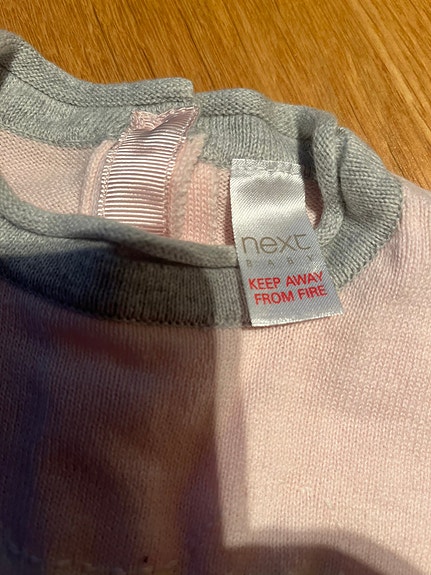 next
BABY
KEEP AWAY
FROM FIRE